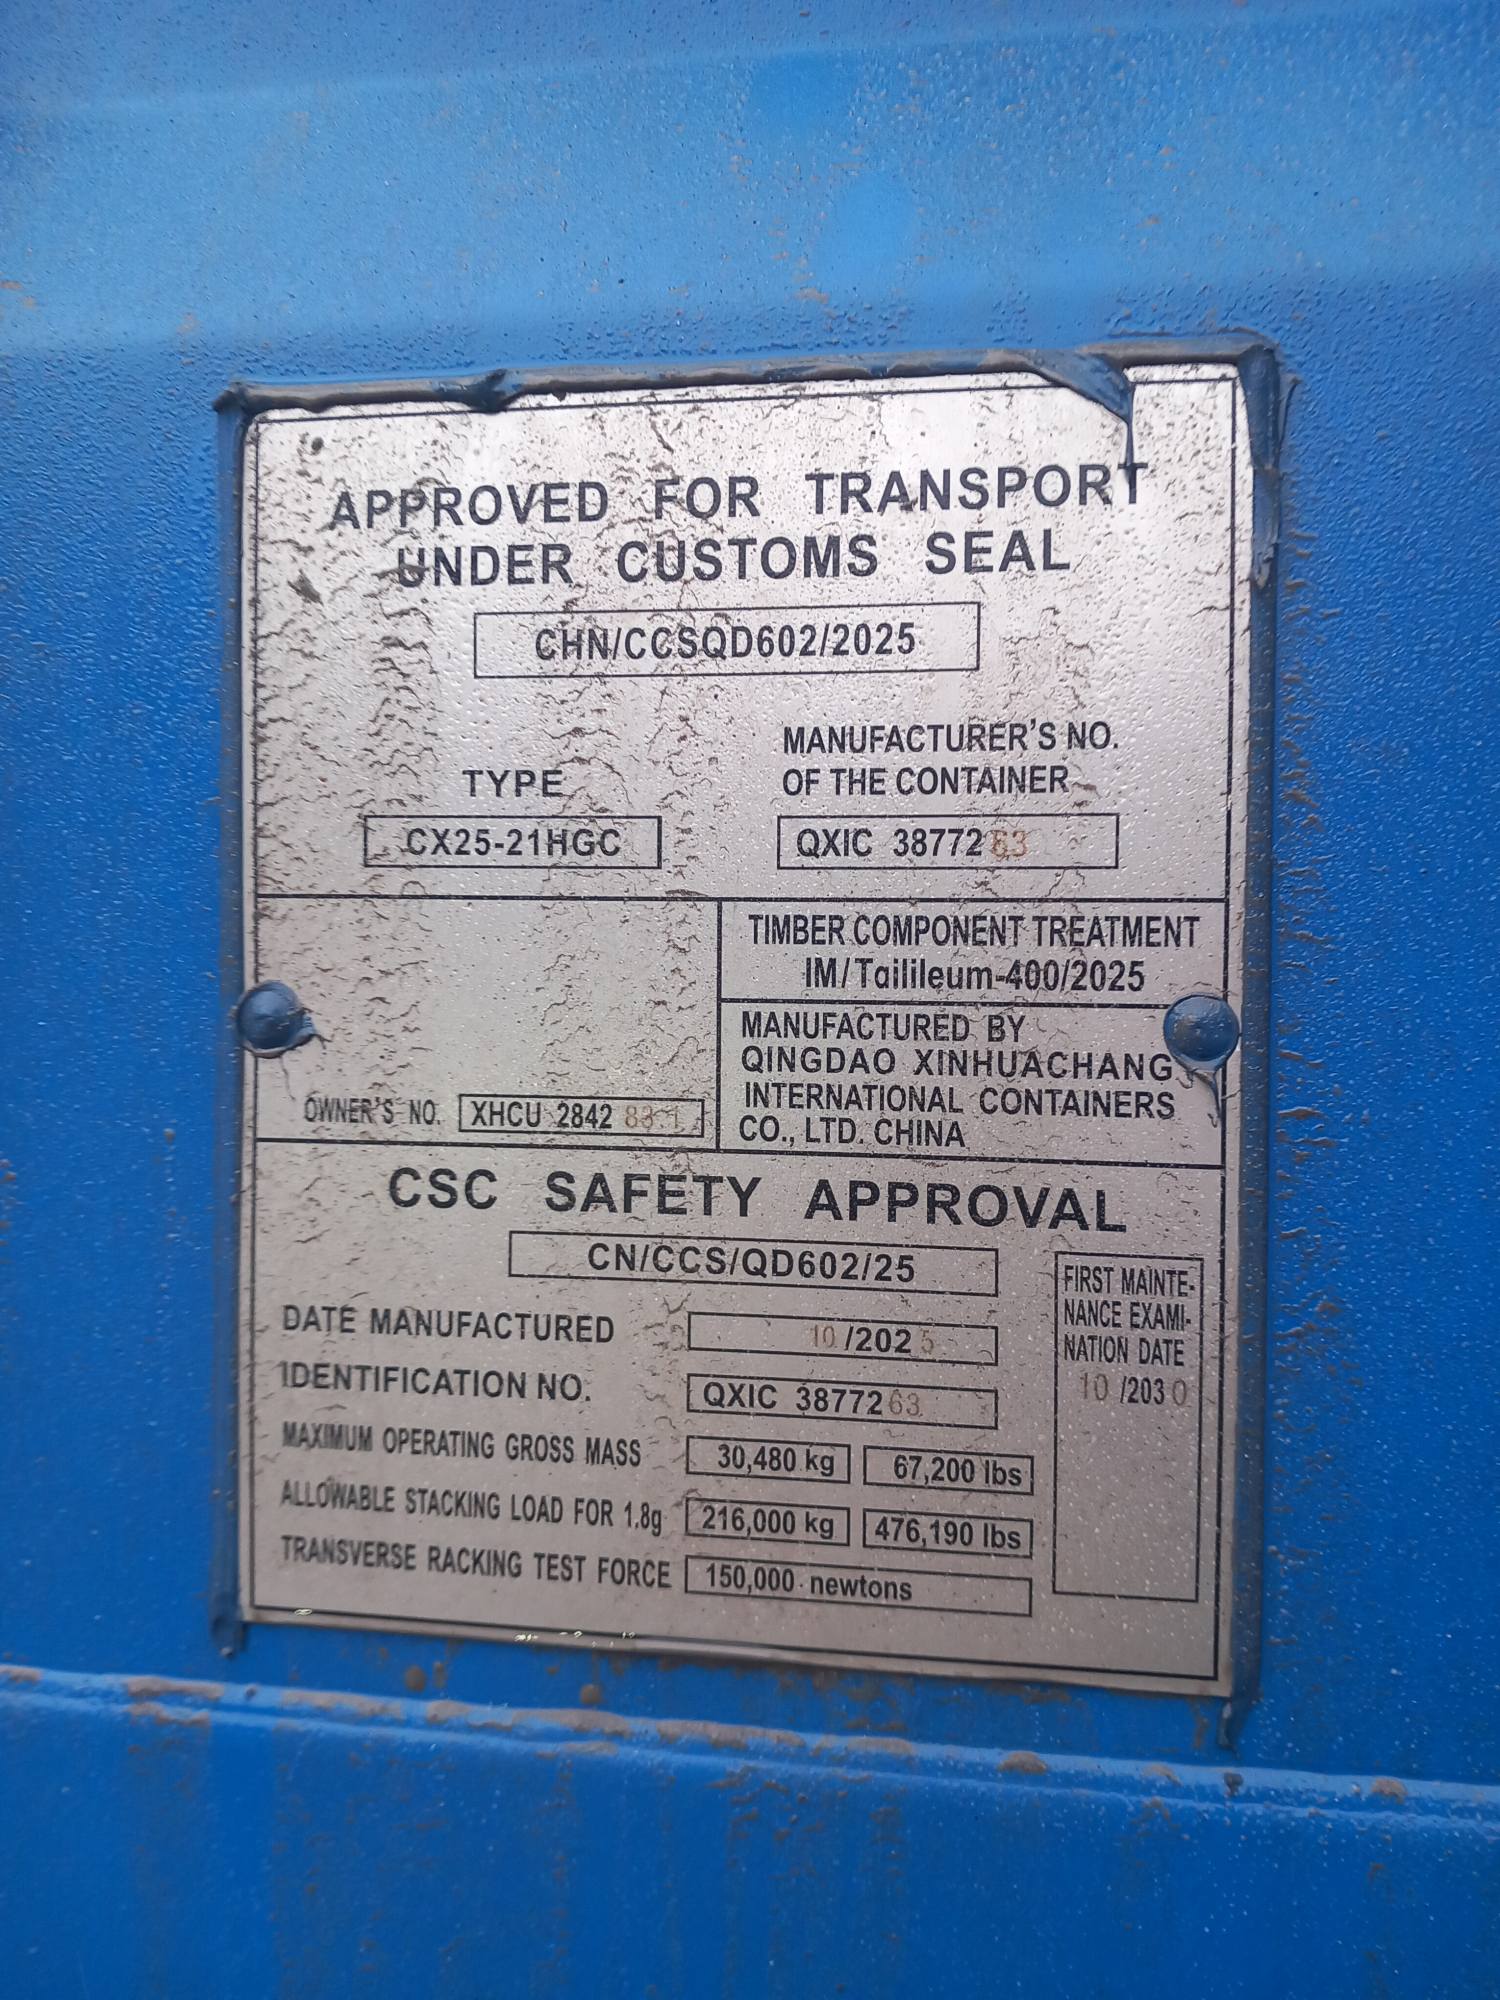 APPROVED FOR TRANSPORT
UNDER CUSTOMS SEAL
CHN/CCSQD602/2025
TYPE
CX25-21HGC
MANUFACTURER'S NO.
OF THE CONTAINER
QXIC 3877263
TIMBER COMPONENT TREATMENT
IM/Tailileum-400/2025
MANUFACTURED BY
QINGDAO XINHUACHANG
INTERNATIONAL CONTAINERS
CO., LTD. CHINA
OWNER'S NO. XHCU 2842 83 1
CSC SAFETY APPROVAL
CN/CCS/QD602/25
DATE MANUFACTURED 10/2025
IDENTIFICATION NO. QXIC 3877263
MAXIMUM OPERATING GROSS MASS 30,480 kg 67,200 lbs
ALLOWABLE STACKING LOAD FOR 1.8g 216,000 kg 476,190 lbs
TRANSVERSE RACKING TEST FORCE 150,000 newtons
FIRST MAINTE-
NANCE EXAMI-
NATION DATE
10/2030